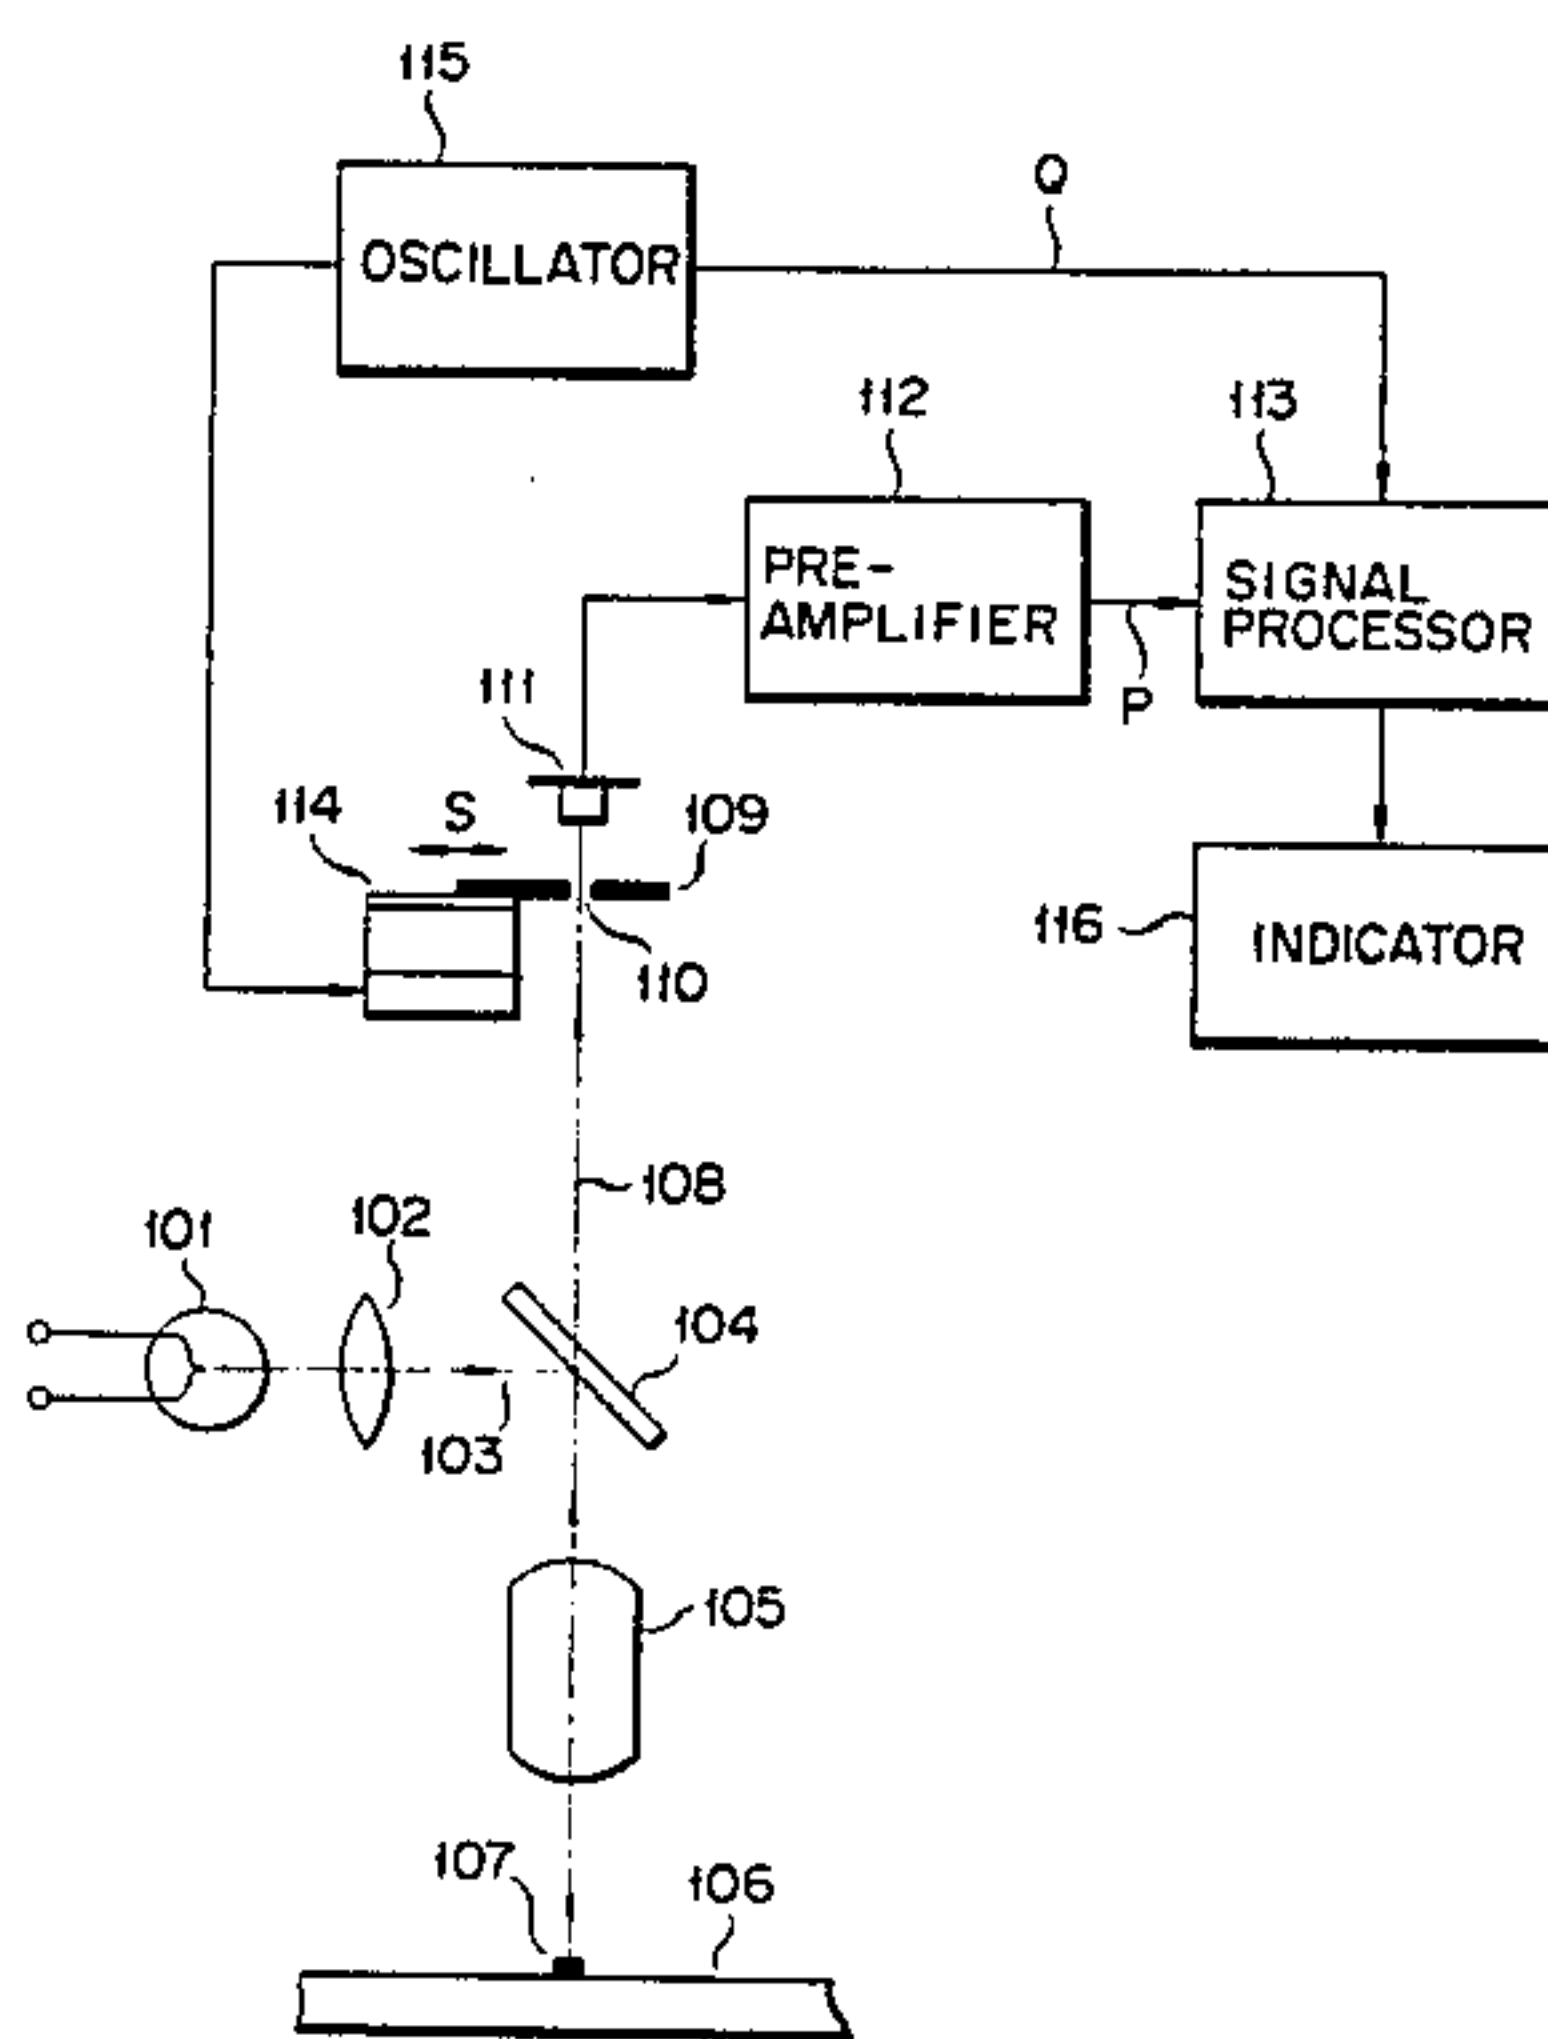 115
Q
OSCILLATOR
112
113
PRE-
AMPLIFIER
SIGNAL
PROCESSOR
P
111
114
S
109
110
116
INDICATOR
108
101
102
104
103
105
107
106